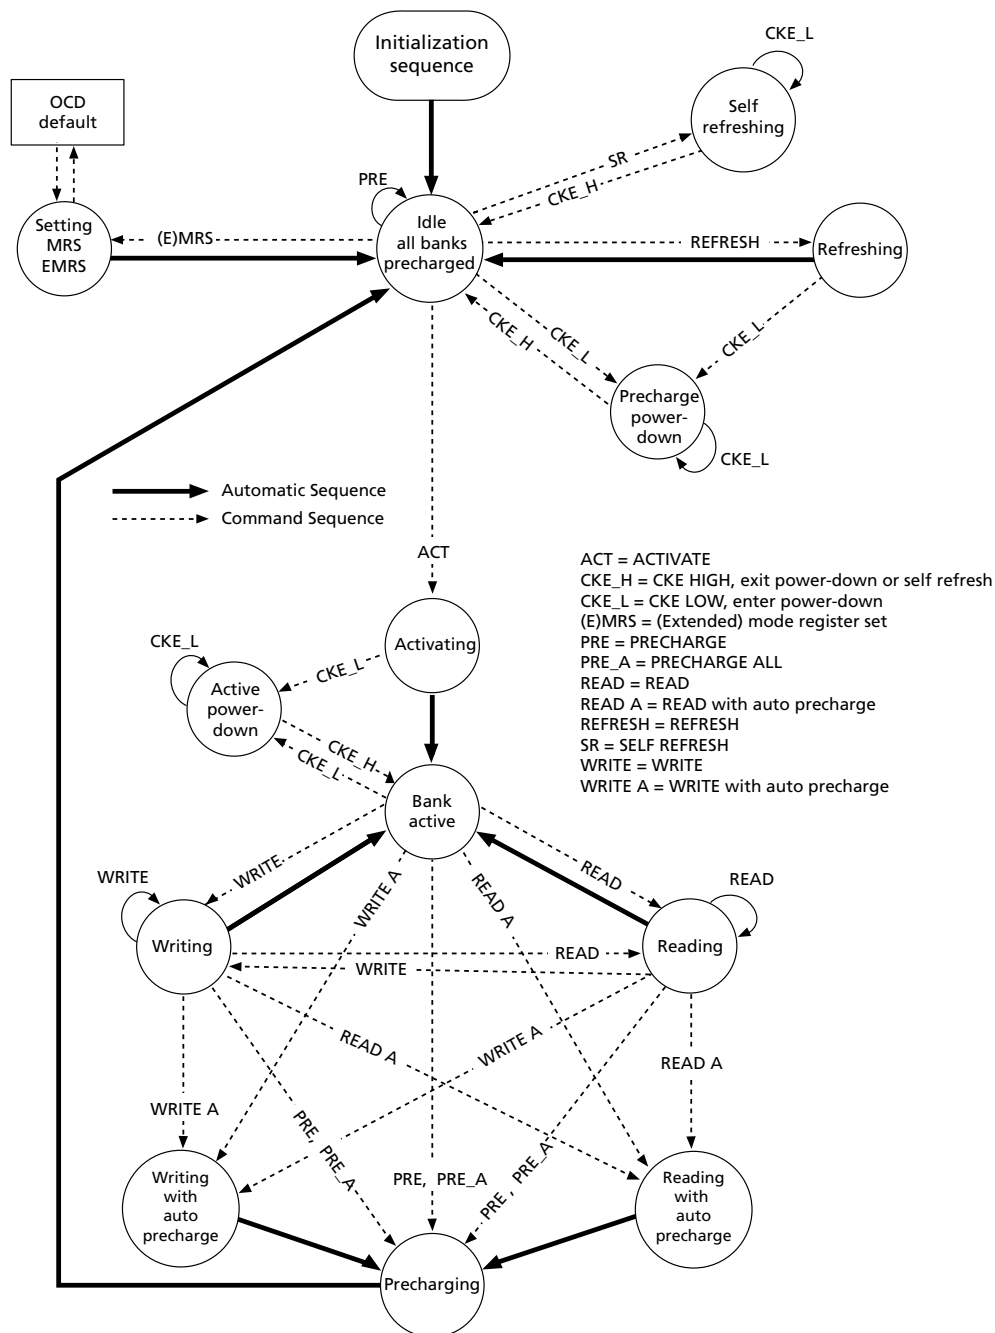 Initialization
sequence
CKE_L
OCD
default
Self
refreshing
SR
PRE
CKE_H
Setting
MRS
EMRS
(E)MRS
Idle
all banks
precharged
REFRESH
Refreshing
CKE_H
CKE_L
CKE_L
Precharge
power-
down
CKE_L
Automatic Sequence
Command Sequence
ACT
ACT = ACTIVATE
CKE_H = CKE HIGH, exit power-down or self refresh
CKE_L = CKE LOW, enter power-down
(E)MRS = (Extended) mode register set
PRE = PRECHARGE
PRE_A = PRECHARGE ALL
READ = READ
READ A = READ with auto precharge
REFRESH = REFRESH
SR = SELF REFRESH
WRITE = WRITE
WRITE A = WRITE with auto precharge
CKE_L
Activating
CKE_L
Active
power-
down
CKE_H
CKE_L
Bank
active
WRITE
WRITE
WRITE A
READ A
READ
READ
Writing
Reading
READ
WRITE
READ A
WRITE A
READ A
WRITE A
PRE, PRE_A
PRE, PRE_A
PRE, PRE_A
Writing
with
auto
precharge
Reading
with
auto
precharge
Precharging